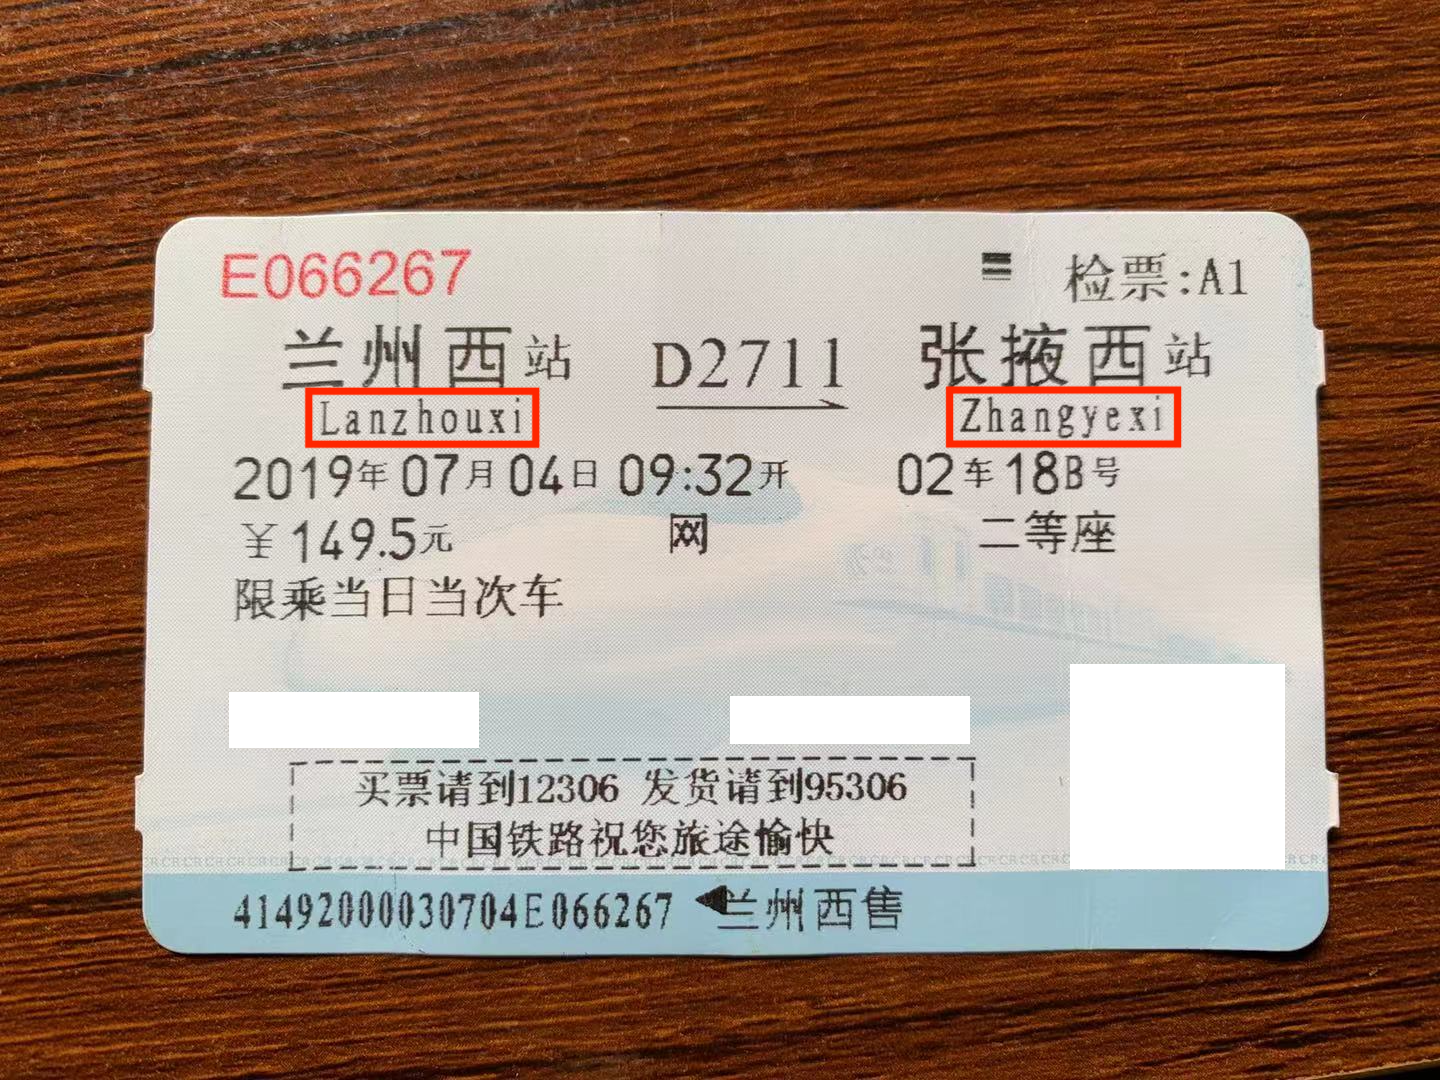 E066267 检票:A1
兰州西站 D2711 张掖西站
Lanzhouxi Zhangyexi
2019年07月04日 09:32开 02车18B号
¥149.5元 网 二等座
限乘当日当次车
买票请到12306 发货请到95306
中国铁路祝您旅途愉快
41492000030704E066267 兰州西售